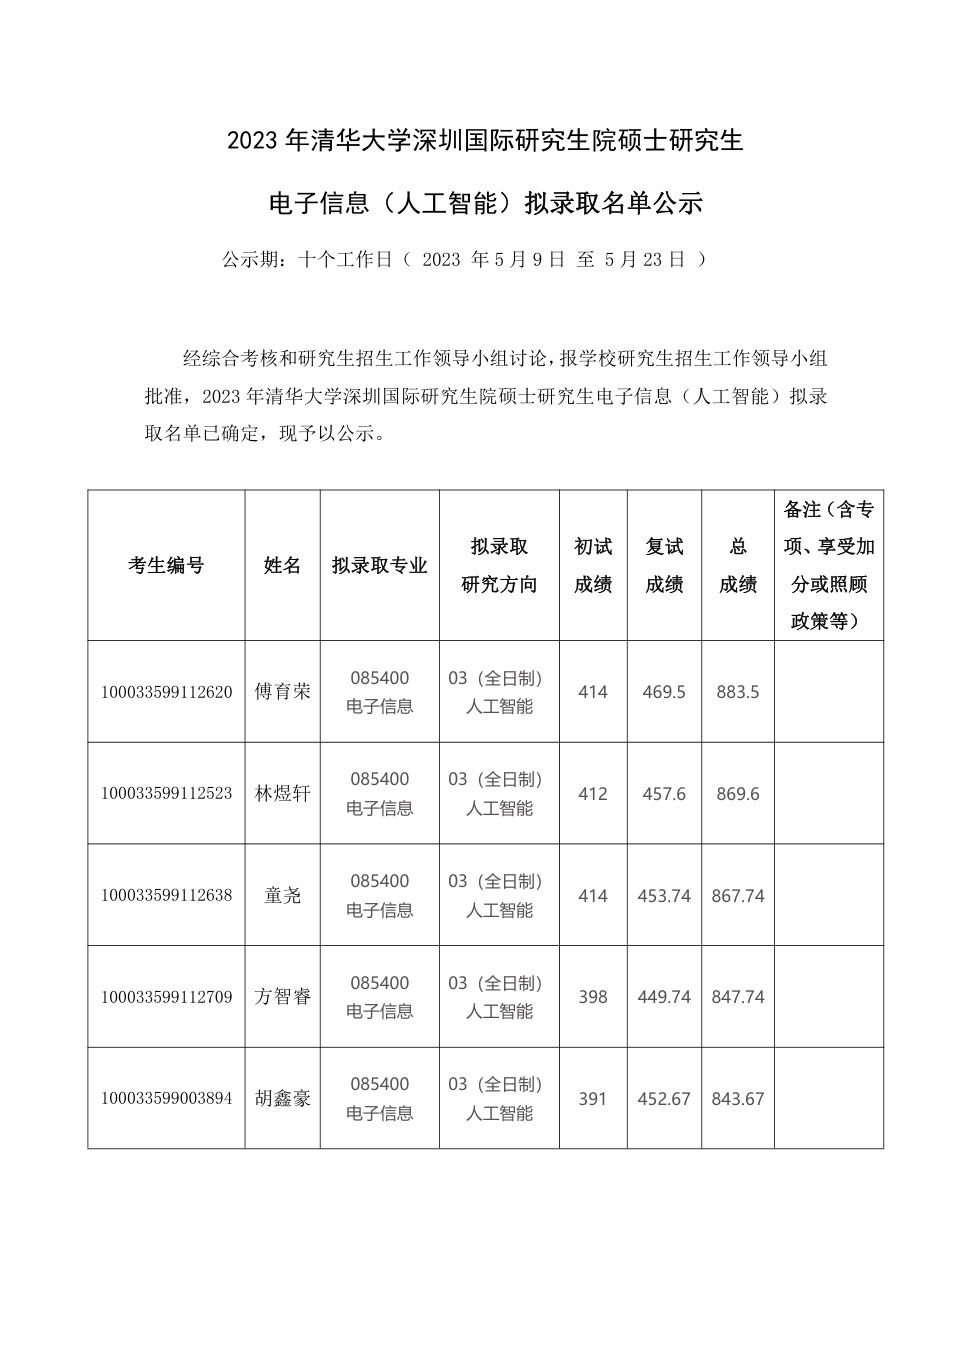 2023 年清华大学深圳国际研究生院硕士研究生
电子信息（人工智能）拟录取名单公示
公示期：十个工作日（ 2023 年 5 月 9 日 至 5 月 23 日 ）
经综合考核和研究生招生工作领导小组讨论，报学校研究生招生工作领导小组
批准，2023 年清华大学深圳国际研究生院硕士研究生电子信息（人工智能）拟录
取名单已确定，现予以公示。
考生编号 姓名 拟录取专业 拟录取 研究方向 初试 成绩 复试 成绩 总 成绩 备注（含专 项、享受加 分或照顾 政策等）
100033599112620 傅育荣 085400 电子信息 03（全日制） 人工智能 414 469.5 883.5
100033599112523 林煜轩 085400 电子信息 03（全日制） 人工智能 412 457.6 869.6
100033599112638 童尧 085400 电子信息 03（全日制） 人工智能 414 453.74 867.74
100033599112709 方智睿 085400 电子信息 03（全日制） 人工智能 398 449.74 847.74
100033599003894 胡鑫豪 085400 电子信息 03（全日制） 人工智能 391 452.67 843.67